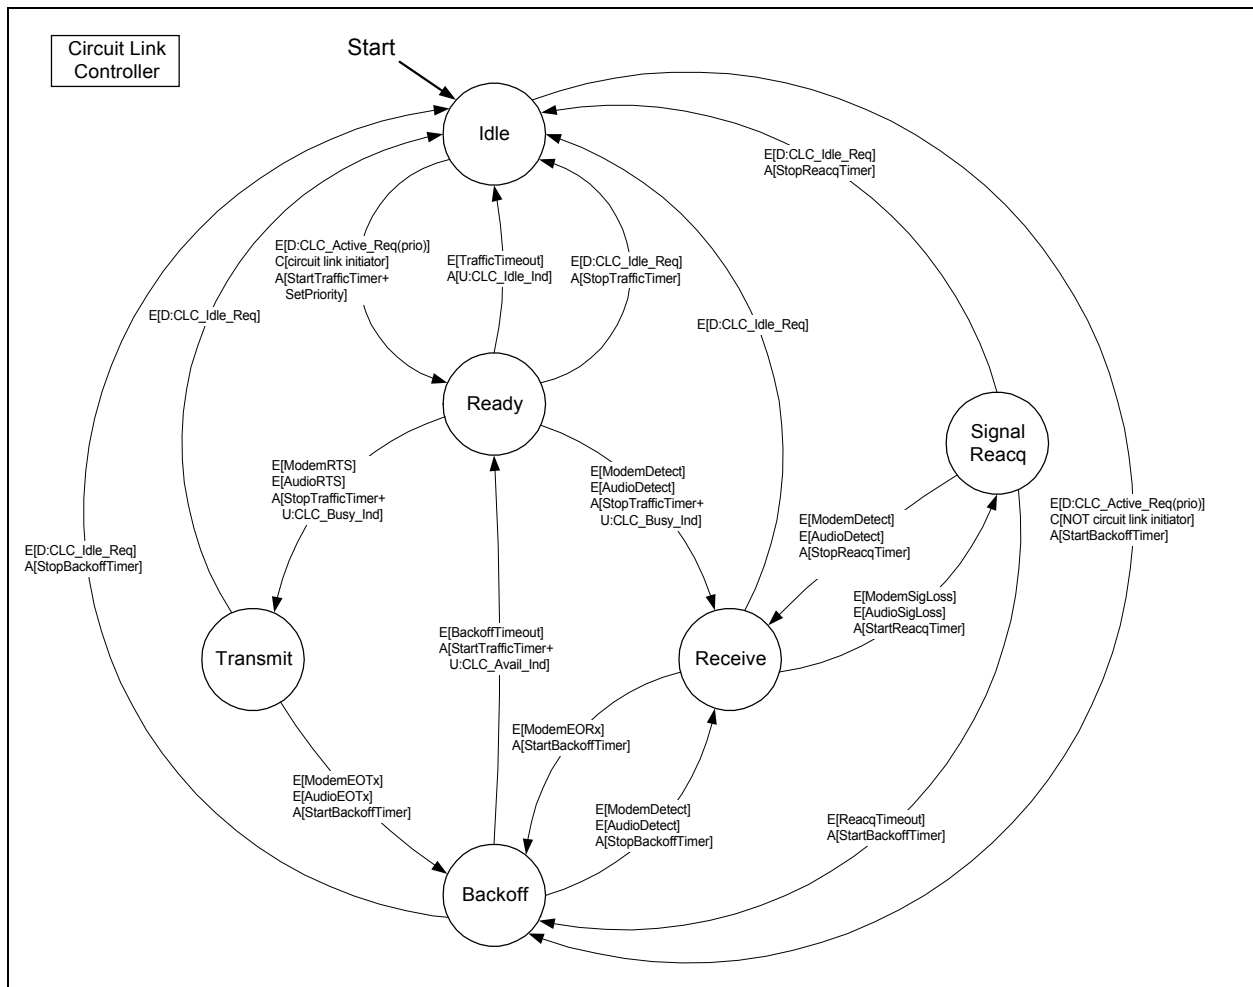 Circuit Link
Controller
Start
Idle
E[D:CLC_Idle_Req]
A[StopReacqTimer]
E[D:CLC_Active_Req(prio)]
C[circuit link initiator]
A[StartTrafficTimer+
SetPriority]
E[TrafficTimeout]
A[U:CLC_Idle_Ind]
E[D:CLC_Idle_Req]
A[StopTrafficTimer]
E[D:CLC_Idle_Req]
E[D:CLC_Idle_Req]
Ready
Signal
Reacq
E[ModemRTS]
E[AudioRTS]
A[StopTrafficTimer+
U:CLC_Busy_Ind]
E[ModemDetect]
E[AudioDetect]
A[StopTrafficTimer+
U:CLC_Busy_Ind]
E[D:CLC_Active_Req(prio)]
C[NOT circuit link initiator]
A[StartBackoffTimer]
E[ModemDetect]
E[AudioDetect]
A[StopReacqTimer]
E[D:CLC_Idle_Req]
A[StopBackoffTimer]
E[ModemSigLoss]
E[AudioSigLoss]
A[StartReacqTimer]
E[BackoffTimeout]
A[StartTrafficTimer+
U:CLC_Avail_Ind]
Transmit
Receive
E[ModemEORx]
A[StartBackoffTimer]
E[ModemEOTx]
E[AudioEOTx]
A[StartBackoffTimer]
E[ModemDetect]
E[AudioDetect]
A[StopBackoffTimer]
E[ReacqTimeout]
A[StartBackoffTimer]
Backoff